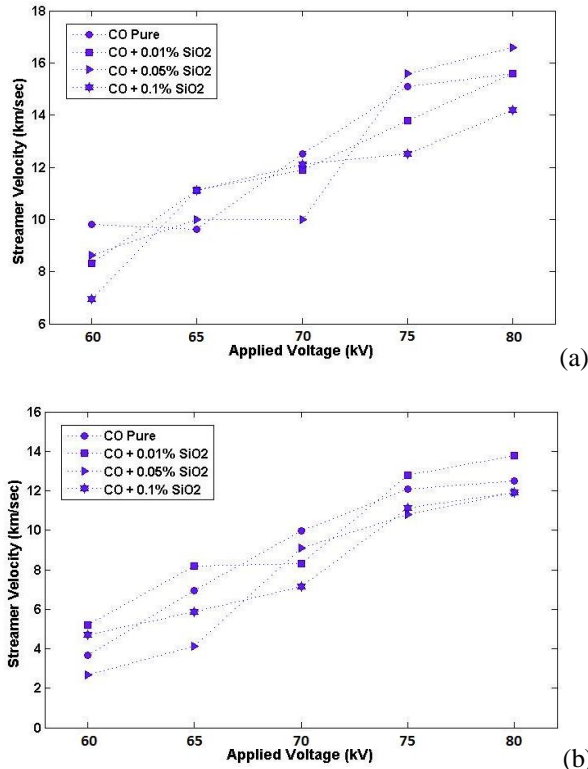 18
16
14
12
10
8
6
Streamer Velocity (km/sec)
CO Pure
CO + 0.01% SiO2
CO + 0.05% SiO2
CO + 0.1% SiO2
60 65 70 75 80
Applied Voltage (kV)
(a)
16
14
12
10
8
6
4
2
0
Streamer Velocity (km/sec)
CO Pure
CO + 0.01% SiO2
CO + 0.05% SiO2
CO + 0.1% SiO2
60 65 70 75 80
Applied Voltage (kV)
(b)